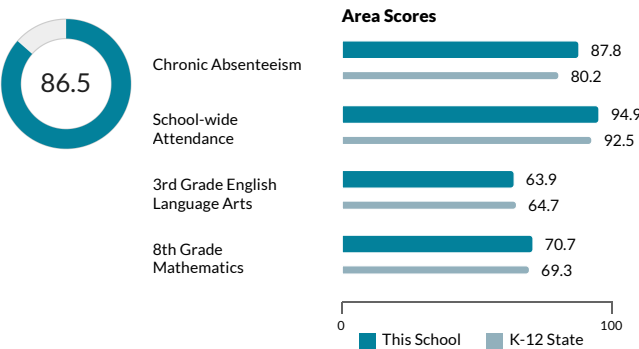 Area Scores
86.5
Chronic Absenteeism
87.8
80.2
School-wide
Attendance
94.9
92.5
3rd Grade English
Language Arts
63.9
64.7
8th Grade
Mathematics
70.7
69.3
0
100
This School
K-12 State